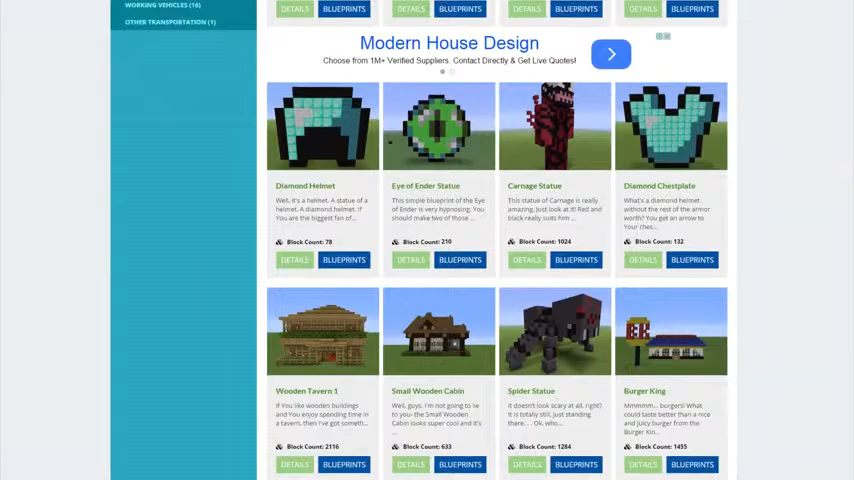 WORKING VEHICLES (16)
OTHER TRANSPORTATION (1)
DETAILS BLUEPRINTS DETAILS BLUEPRINTS DETAILS BLUEPRINTS DETAILS BLUEPRINTS
Modern House Design
Choose from 1M+ Verified Suppliers. Contact Directly & Get Live Quotes!
Diamond Helmet
Well, it's a helmet. A statue of a
helmet. A diamond helmet. If
You are the biggest fan of...
Block Count: 78
DETAILS BLUEPRINTS
Eye of Ender Statue
This simple blueprint of the Eye
of Ender is very hypnosing. You
should make two of those ...
Block Count: 210
DETAILS BLUEPRINTS
Carnage Statue
This statue of Carnage is really
amazing. Just look at it! Red and
black really suits him ...
Block Count: 1024
DETAILS BLUEPRINTS
Diamond Chestplate
What's a diamond helmet
without the rest of the armor
worth? You get an arrow to
Your ches...
Block Count: 132
DETAILS BLUEPRINTS
Wooden Tavern 1
If You like wooden buildings
and You enjoy spending time in
a tavern, then I've got someth...
Block Count: 2116
DETAILS BLUEPRINTS
Small Wooden Cabin
Well, guys, I'm not going to lie
to you- the Small Wooden
Cabin looks super cool and it's
...
Block Count: 633
DETAILS BLUEPRINTS
Spider Statue
It doesn't look scary at all, right?
It is totally still, just standing
there. . . Ok, who...
Block Count: 1284
DETAILS BLUEPRINTS
BK
Burger King
Mmmmm... burgers! What
could taste better than a nice
and juicy burger from the
Burger Kin...
Block Count: 1455
DETAILS BLUEPRINTS